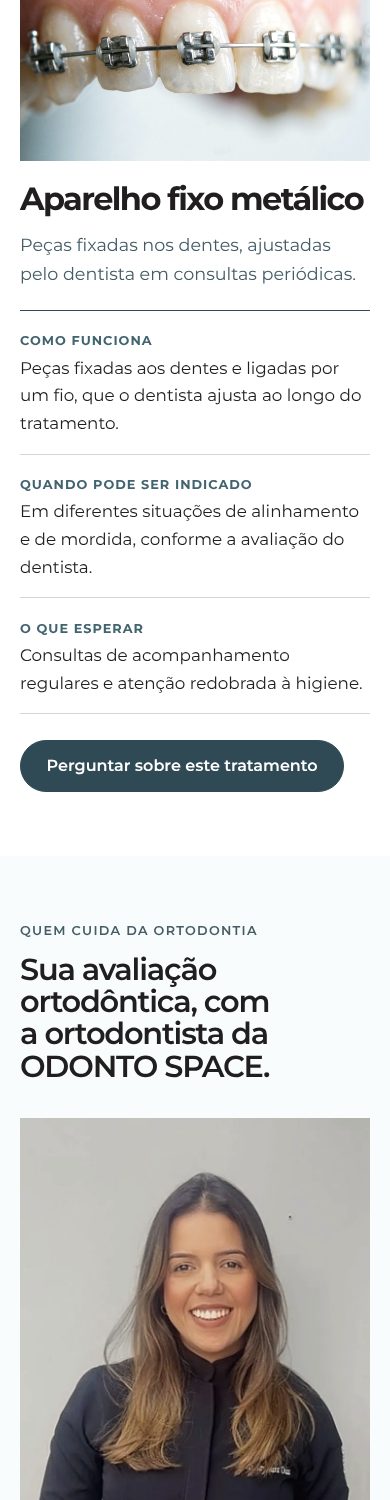 Aparelho fixo metálico
Peças fixadas nos dentes, ajustadas
pelo dentista em consultas periódicas.
COMO FUNCIONA
Peças fixadas aos dentes e ligadas por
um fio, que o dentista ajusta ao longo do
tratamento.
QUANDO PODE SER INDICADO
Em diferentes situações de alinhamento
e de mordida, conforme a avaliação do
dentista.
O QUE ESPERAR
Consultas de acompanhamento
regulares e atenção redobrada à higiene.
Perguntar sobre este tratamento
QUEM CUIDA DA ORTODONTIA
Sua avaliação
ortodôntica, com
a ortodontista da
ODONTO SPACE.